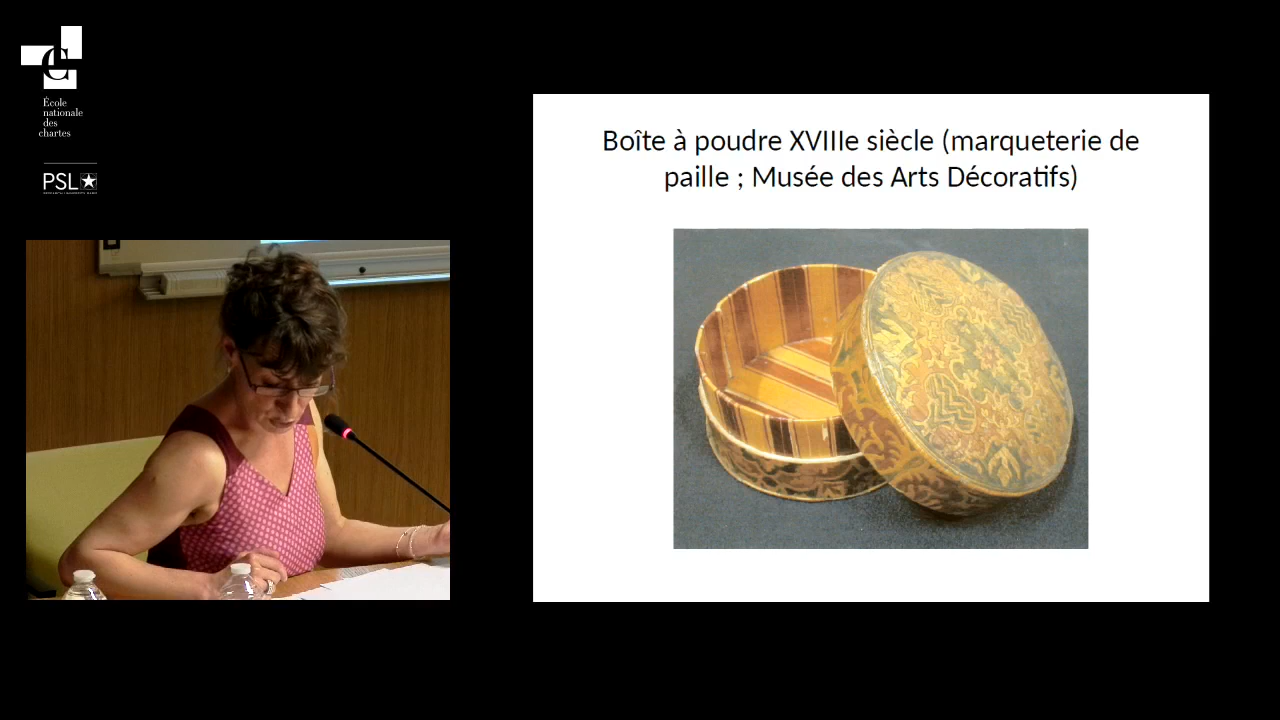 École
nationale
des
chartes
PSL
Boîte à poudre XVIIIe siècle (marqueterie de
paille ; Musée des Arts Décoratifs)